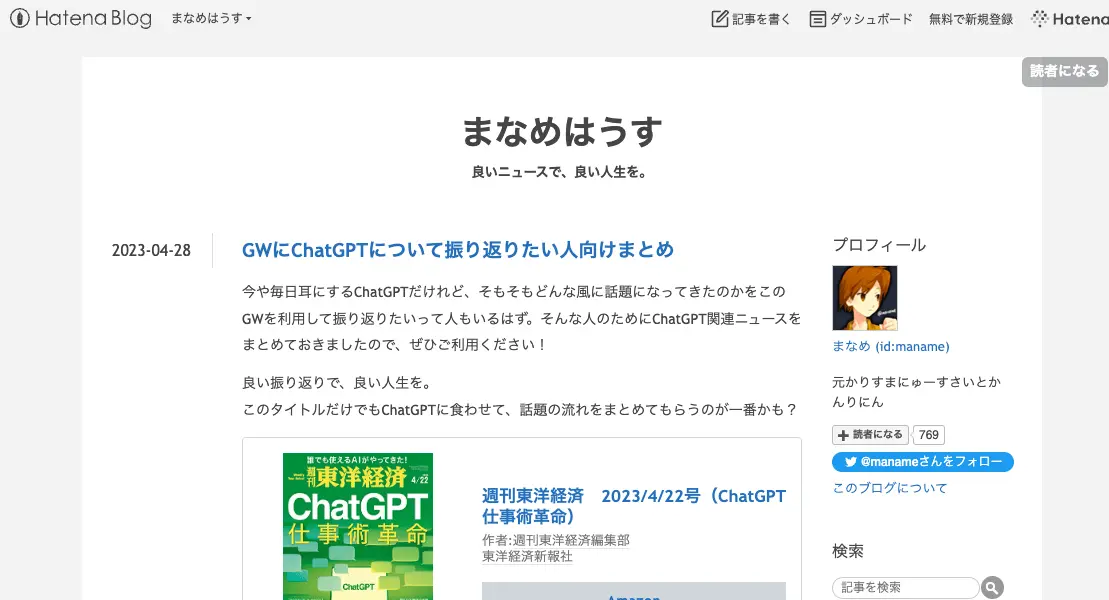 Hatena Blog
まなめはうす
記事を書く
ダッシュボード
無料で新規登録
Hatena
読者になる
まなめはうす
良いニュースで、良い人生を。
2023-04-28
GWにChatGPTについて振り返りたい人向けまとめ
今や毎日耳にするChatGPTだけれど、そもそもどんな風に話題になってきたのかをこの
GWを利用して振り返りたいって人もいるはず。そんな人のためにChatGPT関連ニュースを
まとめておきましたので、ぜひご利用ください！
良い振り返りで、良い人生を。
このタイトルだけでもChatGPTに食わせて、話題の流れをまとめてもらうのが一番かも？
誰でも使えるAIがやってきた!
週刊東洋経済
4/22
ChatGPT
仕事術革命
ChatGPT
週刊東洋経済　2023/4/22号（ChatGPT
仕事術革命）
作者:週刊東洋経済編集部
東洋経済新報社
Amazon
プロフィール
まなめ (id:maname)
元かりすまにゅーすさいとか
んりにん
読者になる 769
@manameさんをフォロー
このブログについて
検索
記事を検索